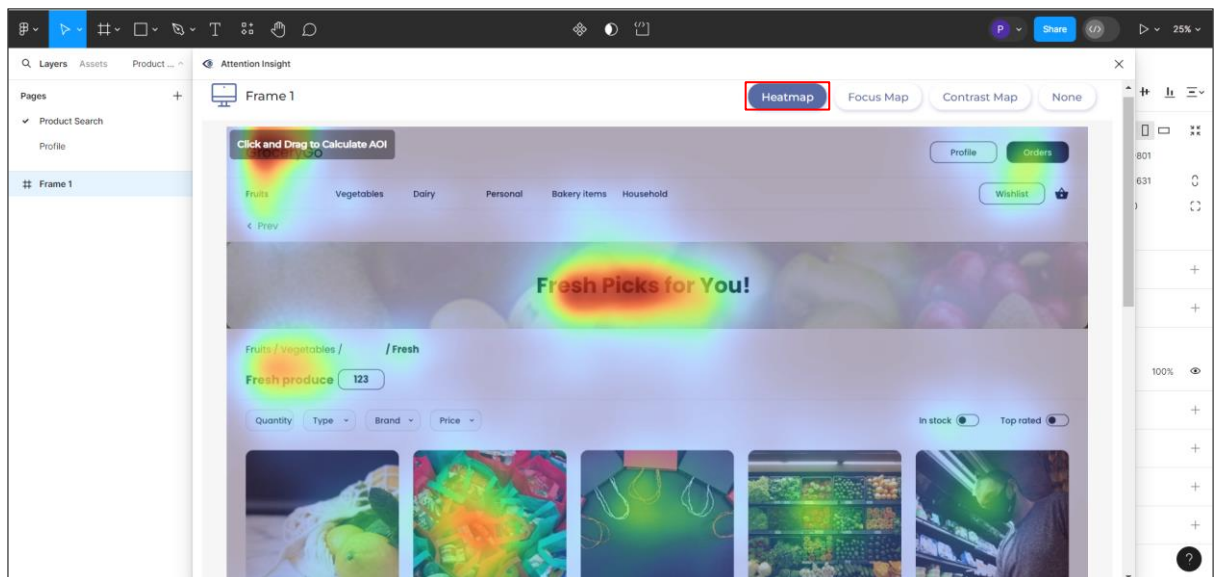 P
Share
25%
Layers Assets Product ...
Attention Insight
Pages
Product Search
Profile
Frame 1
Frame 1
Heatmap Focus Map Contrast Map None
Click and Drag to Calculate AOI
GroceryGo
Profile Orders
Fruits Vegetables Dairy Personal Bakery items Household Wishlist
< Prev
Fresh Picks for You!
Fruits / Vegetables / / Fresh
Fresh produce 123
Quantity Type Brand Price In stock Top rated
801
631
100%
?